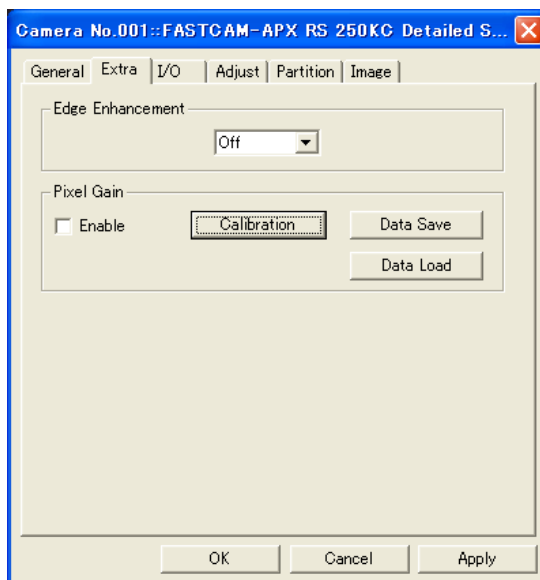 Camera No.001::FASTCAM-APX RS 250KC Detailed S...
General Extra I/O Adjust Partition Image
Edge Enhancement
Off
Pixel Gain
Enable Calibration Data Save
Data Load
OK Cancel Apply